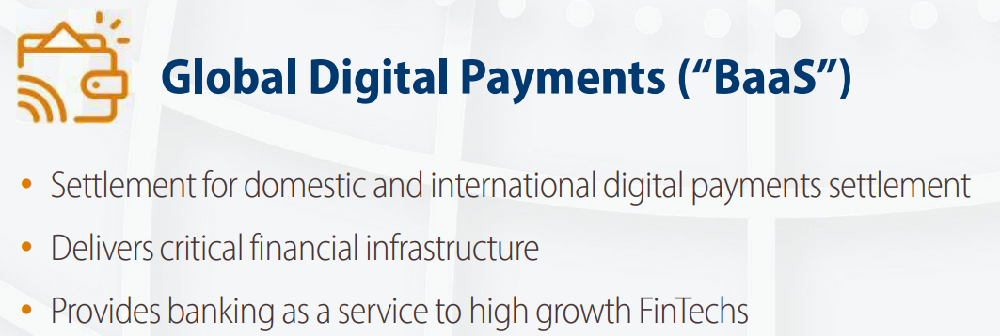 Global Digital Payments (“BaaS”)
• Settlement for domestic and international digital payments settlement
• Delivers critical financial infrastructure
• Provides banking as a service to high growth FinTechs